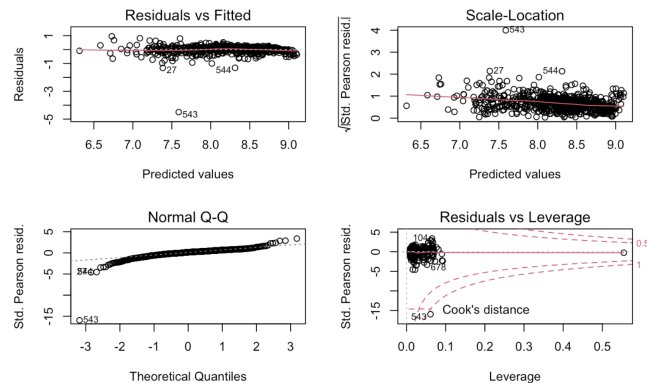 Residuals vs Fitted
Residuals
1
-1
-3
-5
27
544
543
6.5 7.0 7.5 8.0 8.5 9.0
Predicted values
Scale-Location
√|Std. Pearson resid.|
4
3
2
1
0
543
27
544
6.5 7.0 7.5 8.0 8.5 9.0
Predicted values
Normal Q-Q
Std. Pearson resid.
5
0
-5
-15
543
-3 -2 -1 0 1 2 3
Theoretical Quantiles
Residuals vs Leverage
Std. Pearson resid.
5
0
-5
-15
104
678
543
Cook's distance
0.5
1
0.0 0.1 0.2 0.3 0.4 0.5
Leverage